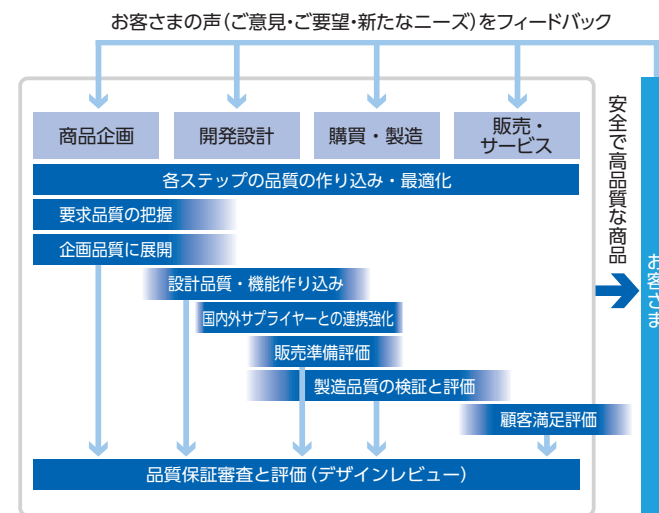 お客さまの声(ご意見・ご要望・新たなニーズ)をフィードバック
商品企画
開発設計
購買・製造
販売・
サービス
各ステップの品質の作り込み・最適化
要求品質の把握
企画品質に展開
設計品質・機能作り込み
国内外サプライヤーとの連携強化
販売準備評価
製造品質の検証と評価
顧客満足評価
品質保証審査と評価(デザインレビュー)
安全で高品質な商品
お客さま